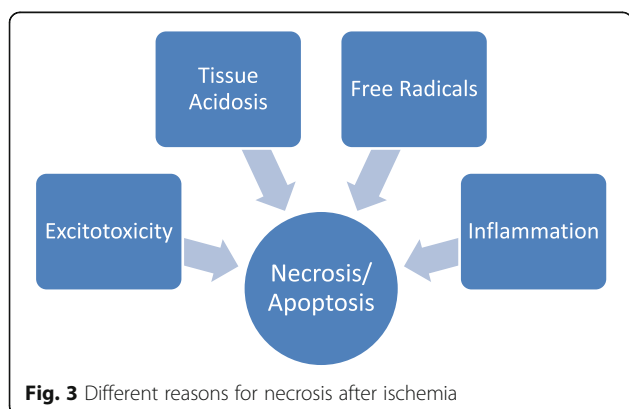 Tissue
Acidosis
Free Radicals
Excitotoxicity
Inflammation
Necrosis/
Apoptosis
Fig. 3 Different reasons for necrosis after ischemia